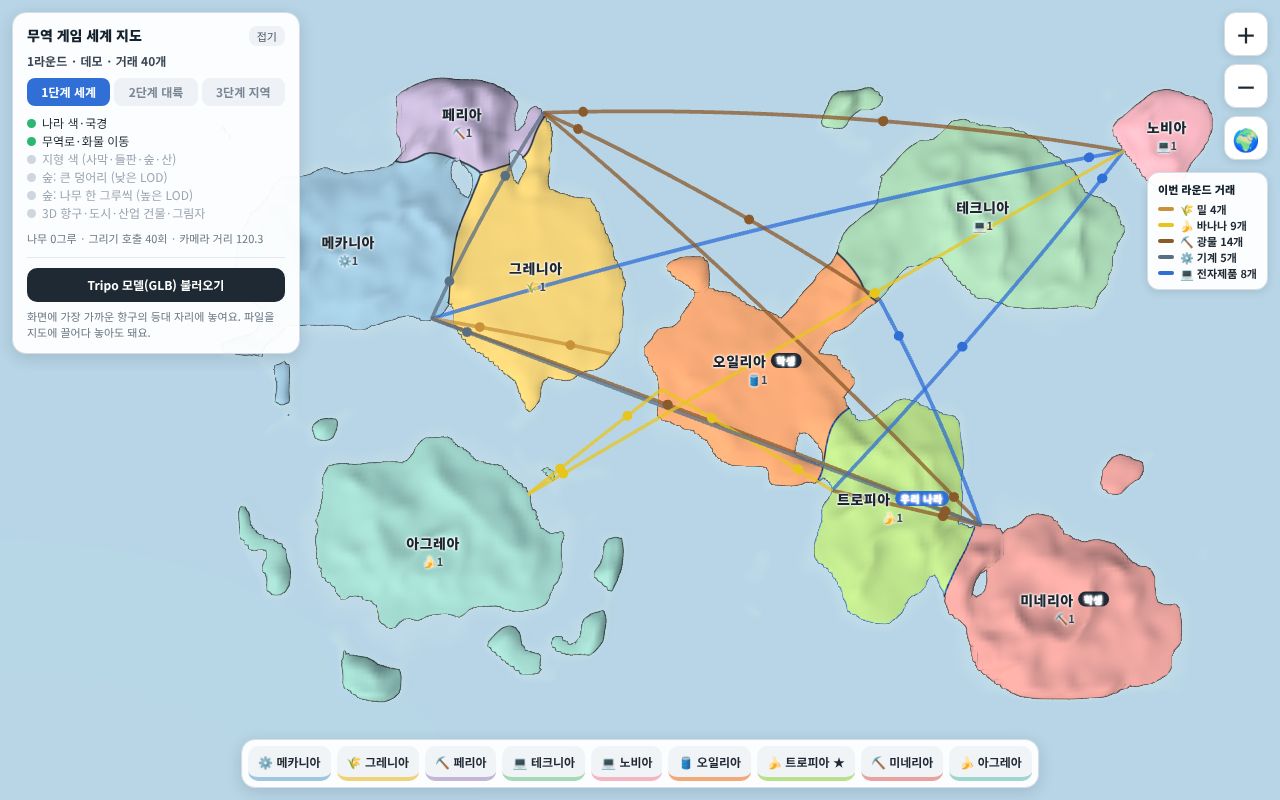 무역 게임 세계 지도
접기
1라운드 · 데모 · 거래 40개
1단계 세계
2단계 대륙
3단계 지역
나라 색·국경
무역로·화물 이동
지형 색 (사막·들판·숲·산)
숲: 큰 덩어리 (낮은 LOD)
숲: 나무 한 그루씩 (높은 LOD)
3D 항구·도시·산업 건물·그림자
나무 0그루 · 그리기 호출 40회 · 카메라 거리 120.3
Tripo 모델(GLB) 불러오기
화면에 가장 가까운 항구의 등대 자리에 놓여요. 파일을
지도에 끌어다 놓아도 돼요.
+
−
이번 라운드 거래
밀 4개
바나나 9개
광물 14개
기계 5개
전자제품 8개
페리아
1
노비아
1
테크니아
1
메카니아
1
그레니아
1
오일리아
1
트로피아 우리 나라
1
아그레아
1
미네리아
1
메카니아
그레니아
페리아
테크니아
노비아
오일리아
트로피아 ★
미네리아
아그레아